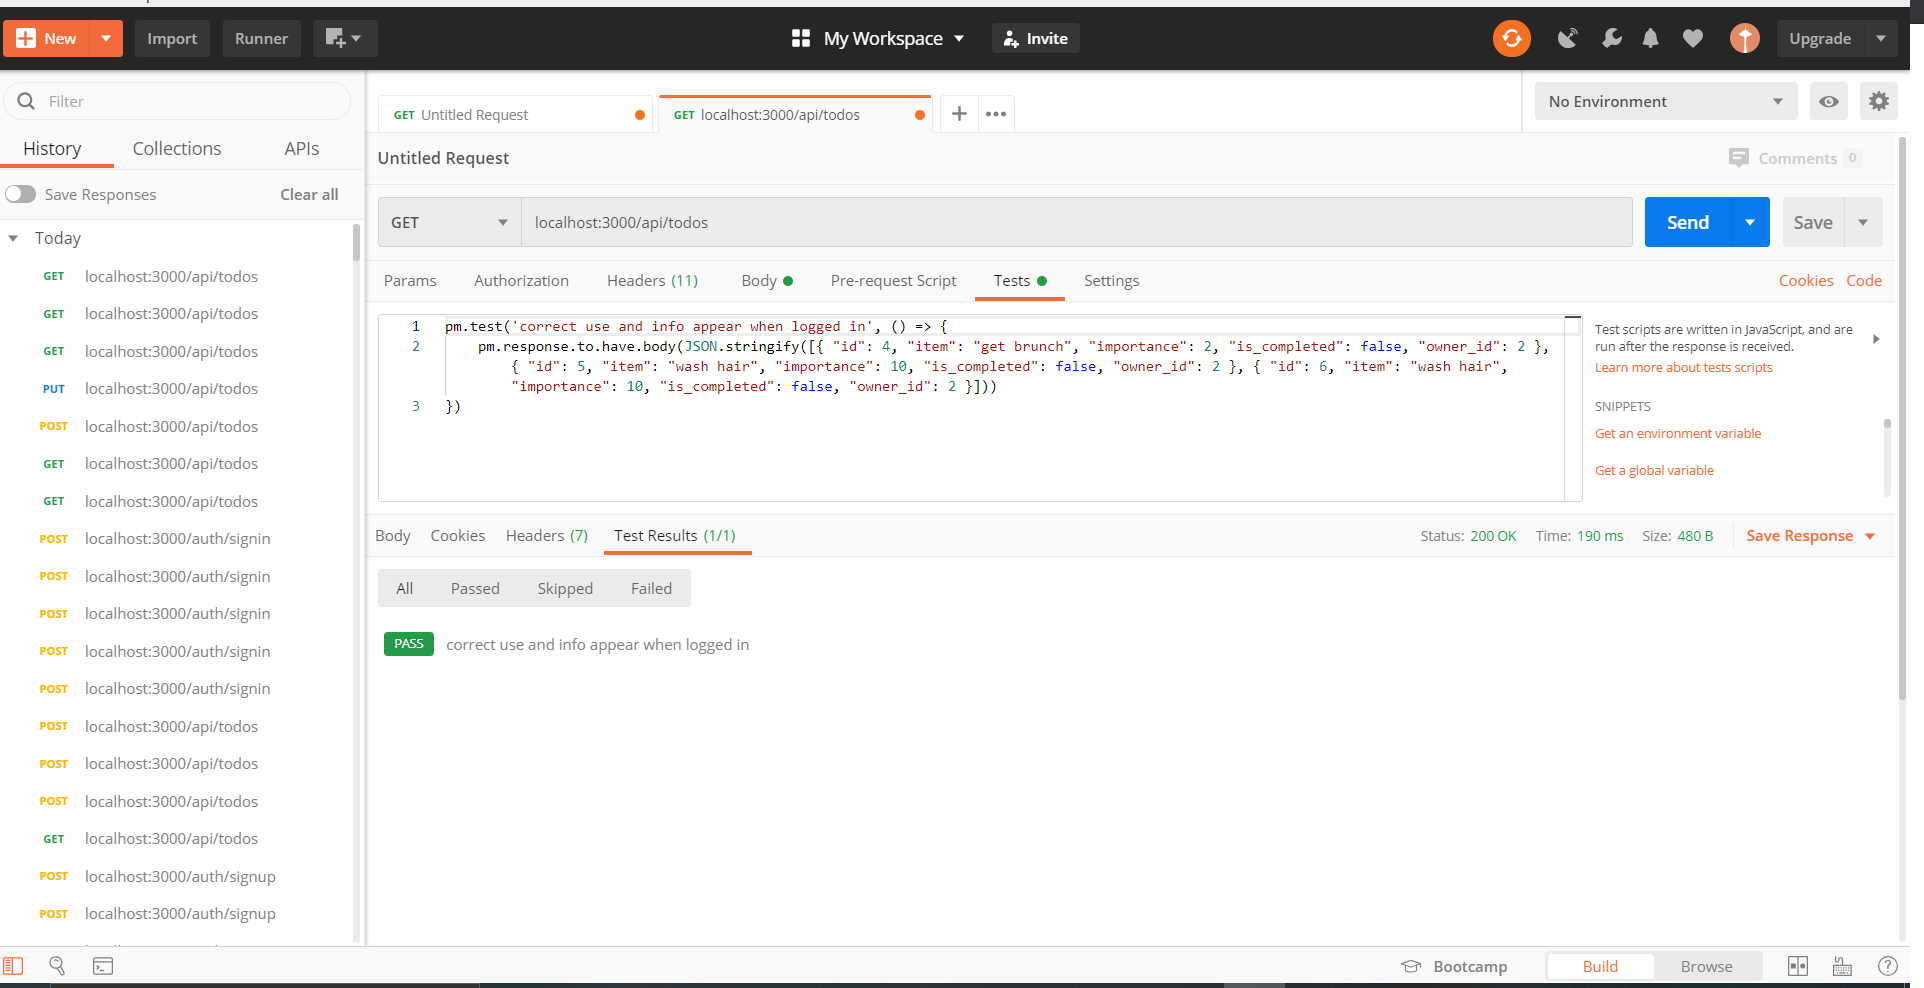 New
Import
Runner
My Workspace
Invite
Upgrade
Filter
History Collections APIs
Save Responses Clear all
Today
GET localhost:3000/api/todos
GET localhost:3000/api/todos
GET localhost:3000/api/todos
PUT localhost:3000/api/todos
POST localhost:3000/api/todos
GET localhost:3000/api/todos
GET localhost:3000/api/todos
POST localhost:3000/auth/signin
POST localhost:3000/auth/signin
POST localhost:3000/auth/signin
POST localhost:3000/auth/signin
POST localhost:3000/auth/signin
POST localhost:3000/api/todos
POST localhost:3000/api/todos
POST localhost:3000/api/todos
GET localhost:3000/api/todos
POST localhost:3000/auth/signup
POST localhost:3000/auth/signup
GET Untitled Request
GET localhost:3000/api/todos
No Environment
Untitled Request
Comments 0
GET localhost:3000/api/todos
Send Save
Params Authorization Headers (11) Body Pre-request Script Tests Settings
Cookies Code
1 pm.test('correct use and info appear when logged in', () => {
2 pm.response.to.have.body(JSON.stringify([{ "id": 4, "item": "get brunch", "importance": 2, "is_completed": false, "owner_id": 2 },
{ "id": 5, "item": "wash hair", "importance": 10, "is_completed": false, "owner_id": 2 }, { "id": 6, "item": "wash hair",
"importance": 10, "is_completed": false, "owner_id": 2 }]))
3 })
Test scripts are written in JavaScript, and are
run after the response is received.
Learn more about tests scripts
SNIPPETS
Get an environment variable
Get a global variable
Body Cookies Headers (7) Test Results (1/1)
Status: 200 OK Time: 190 ms Size: 480 B Save Response
All Passed Skipped Failed
PASS correct use and info appear when logged in
Bootcamp
Build
Browse